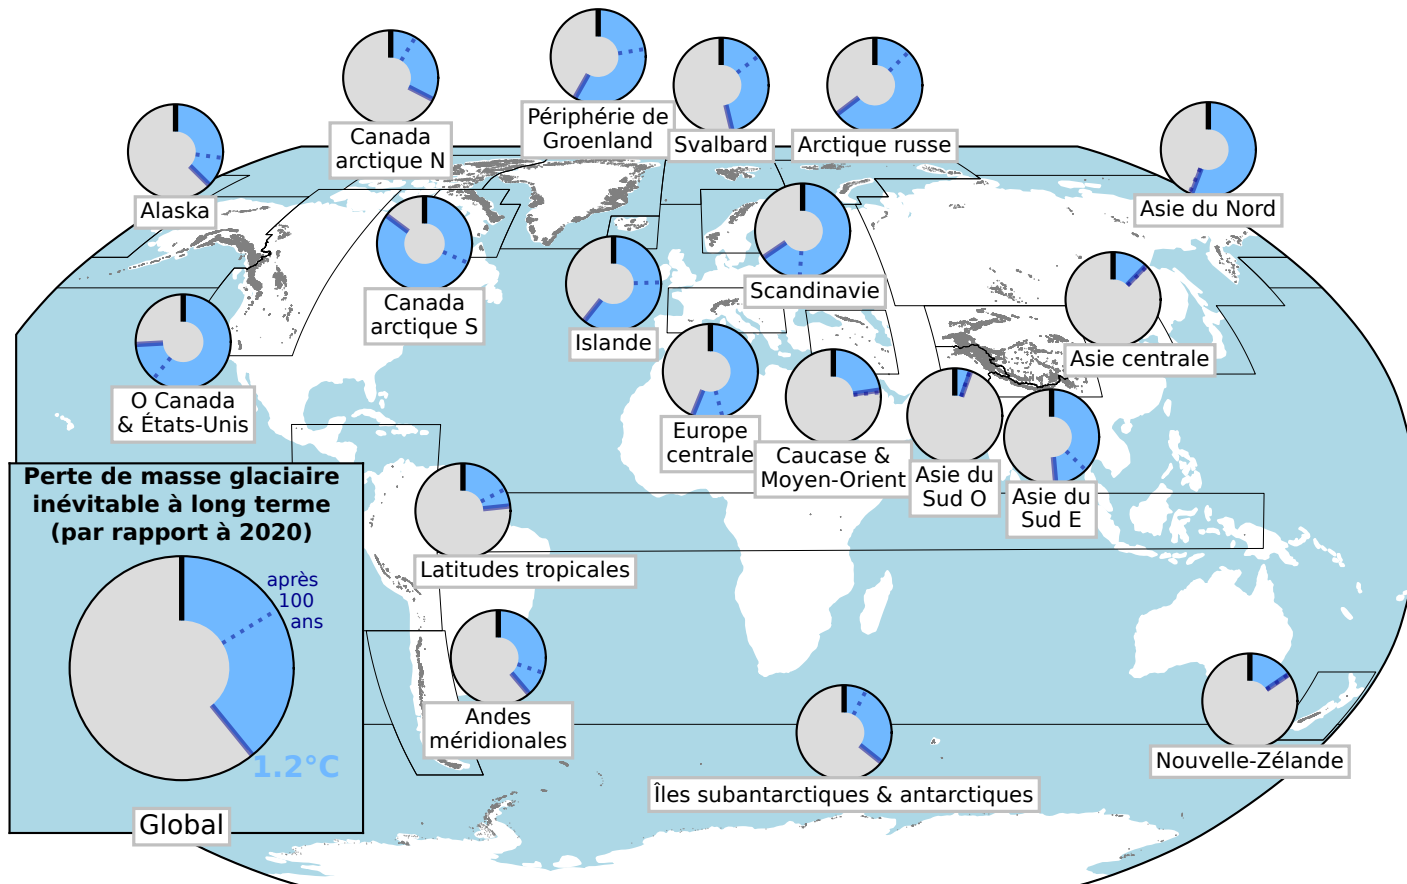 Canada
arctique N
Périphérie de
Groenland
Svalbard
Arctique russe
Alaska
Asie du Nord
Canada
arctique S
Islande
Scandinavie
Asie centrale
O Canada
& États-Unis
Europe
centrale
Caucase &
Moyen-Orient
Asie du
Sud O
Asie du
Sud E
Perte de masse glaciaire
inévitable à long terme
(par rapport à 2020)
après
100
ans
1.2°C
Global
Latitudes tropicales
Andes
méridionales
Îles subantarctiques & antarctiques
Nouvelle-Zélande